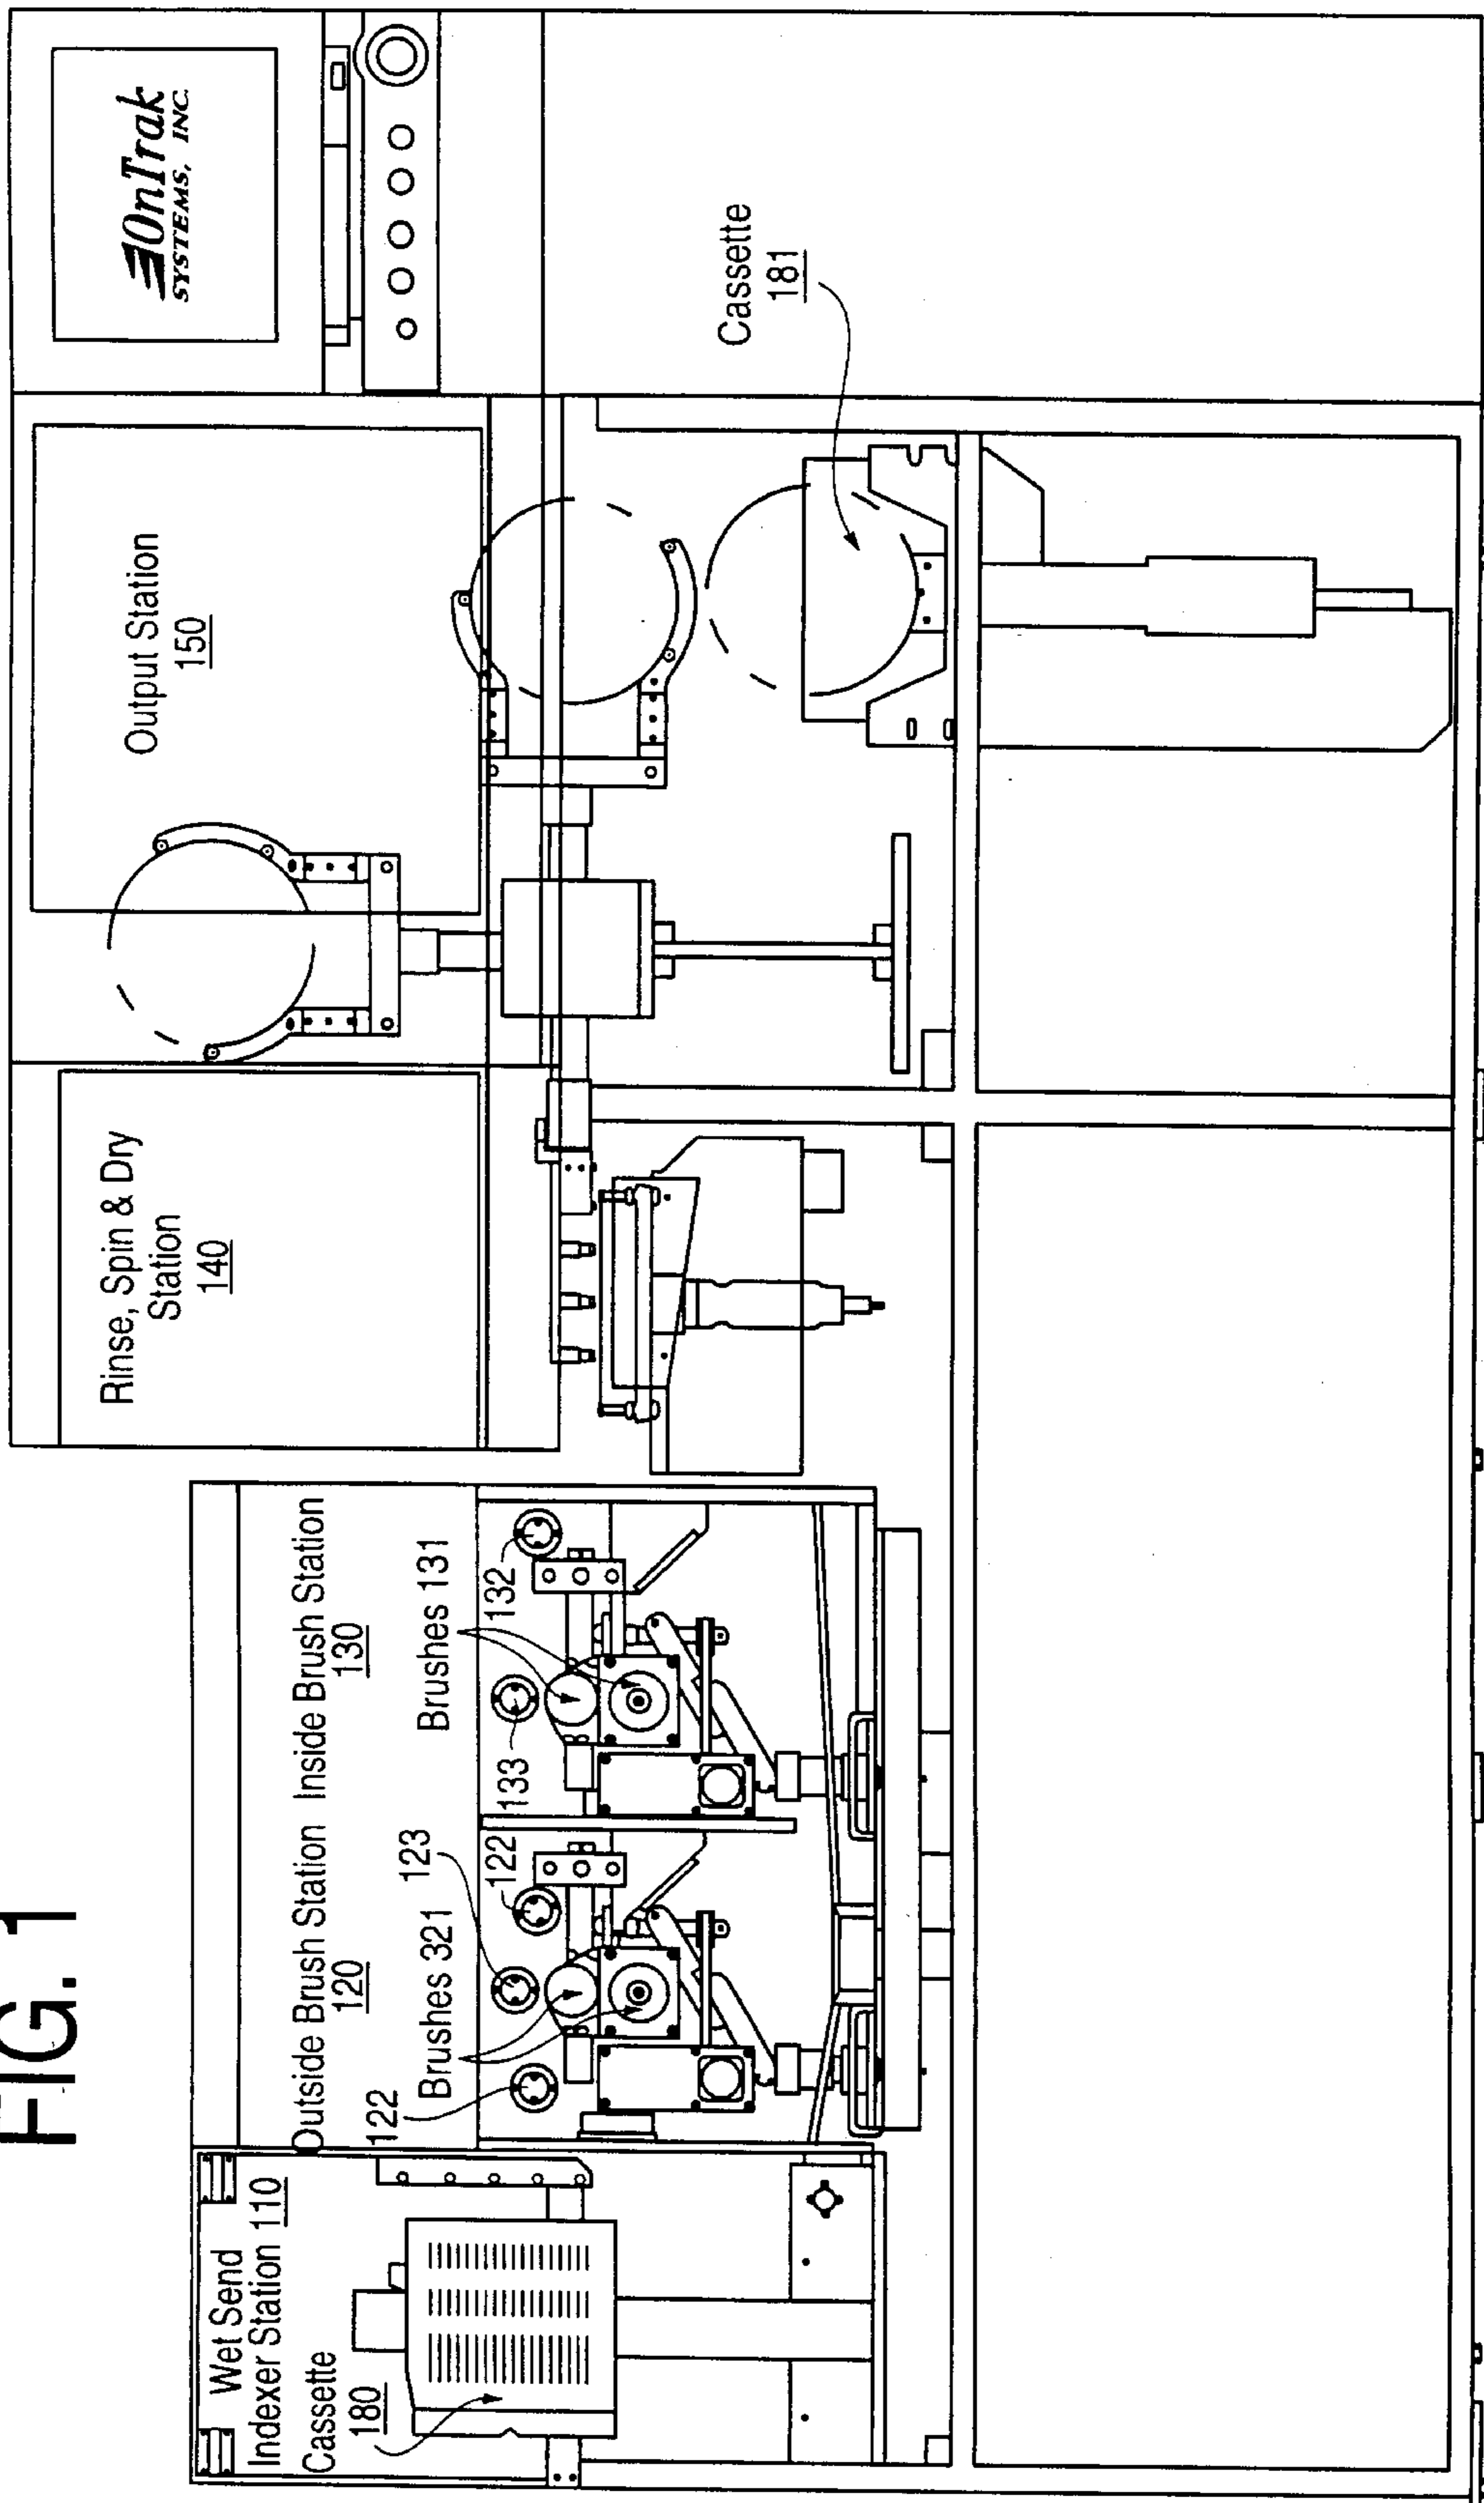 FIG. 1
Wet Send
Indexer Station 110
Cassette
180
122
Outside Brush Station
120
Brushes 321
123
122
Inside Brush Station
130
Brushes 131
133
132
Rinse, Spin & Dry
Station
140
Output Station
150
Cassette
181
OnTrak
SYSTEMS, INC.